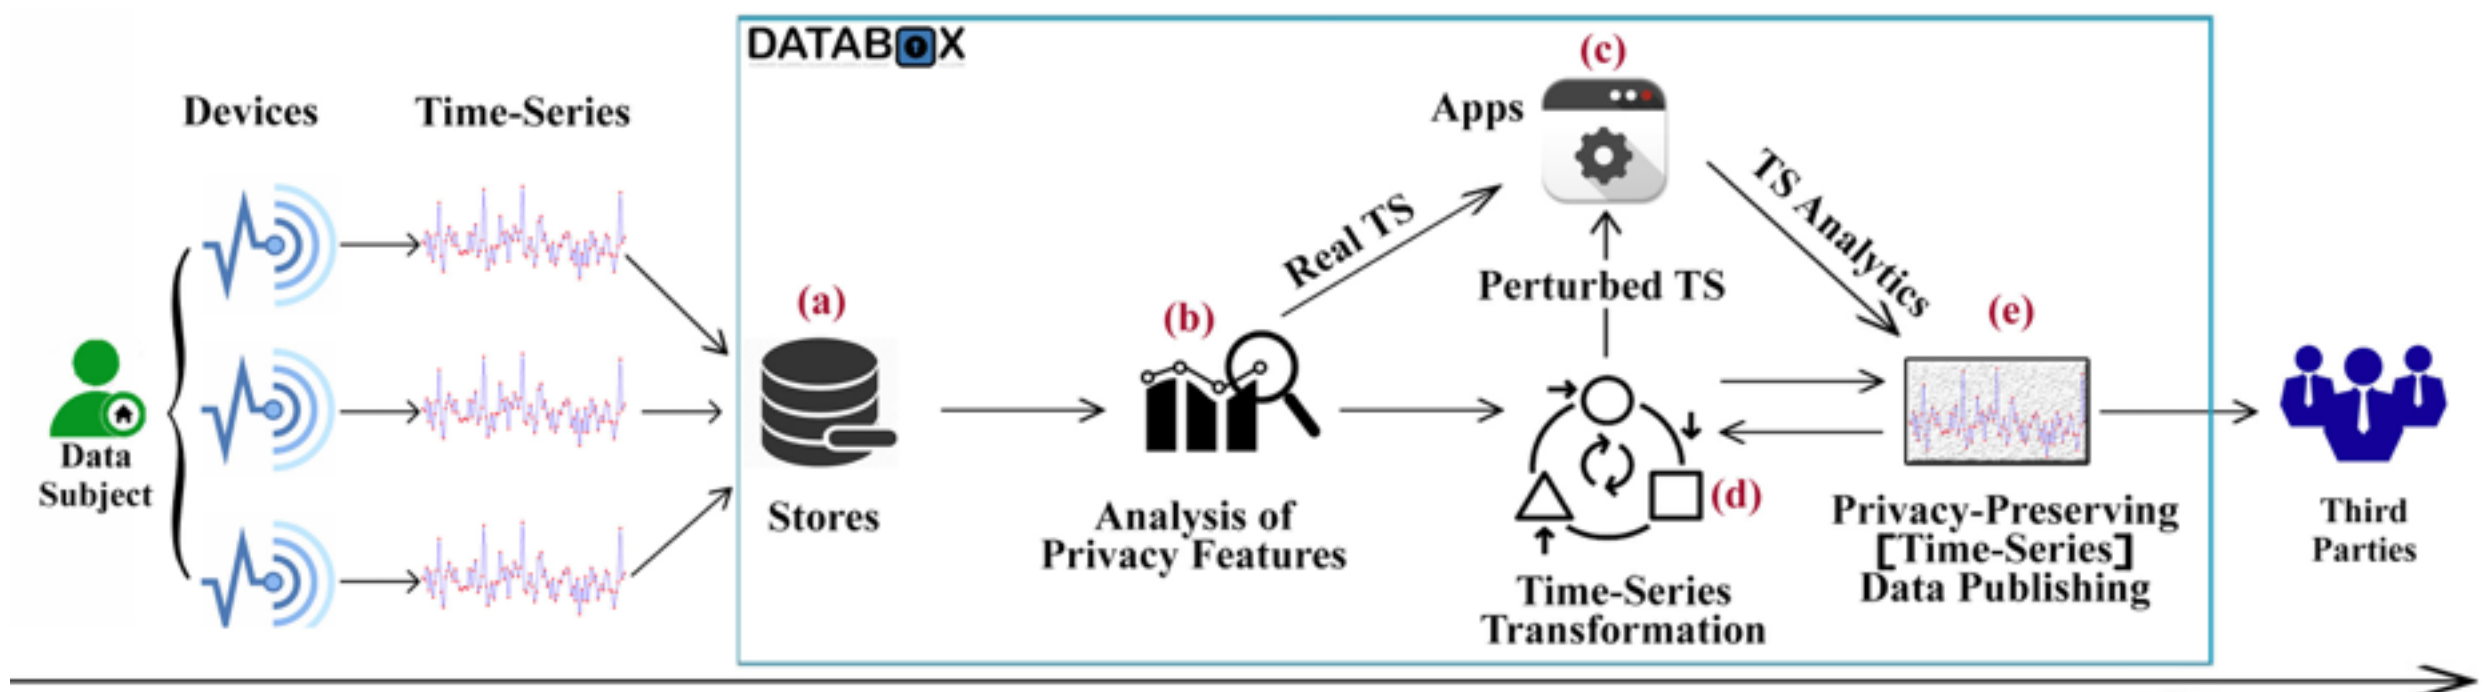 DATABOX
Devices
Time-Series
Data
Subject
(a)
Stores
(b)
Analysis of
Privacy Features
Real TS
(c)
Apps
Perturbed TS
TS Analytics
(d)
Time-Series
Transformation
(e)
Privacy-Preserving
[Time-Series]
Data Publishing
Third
Parties